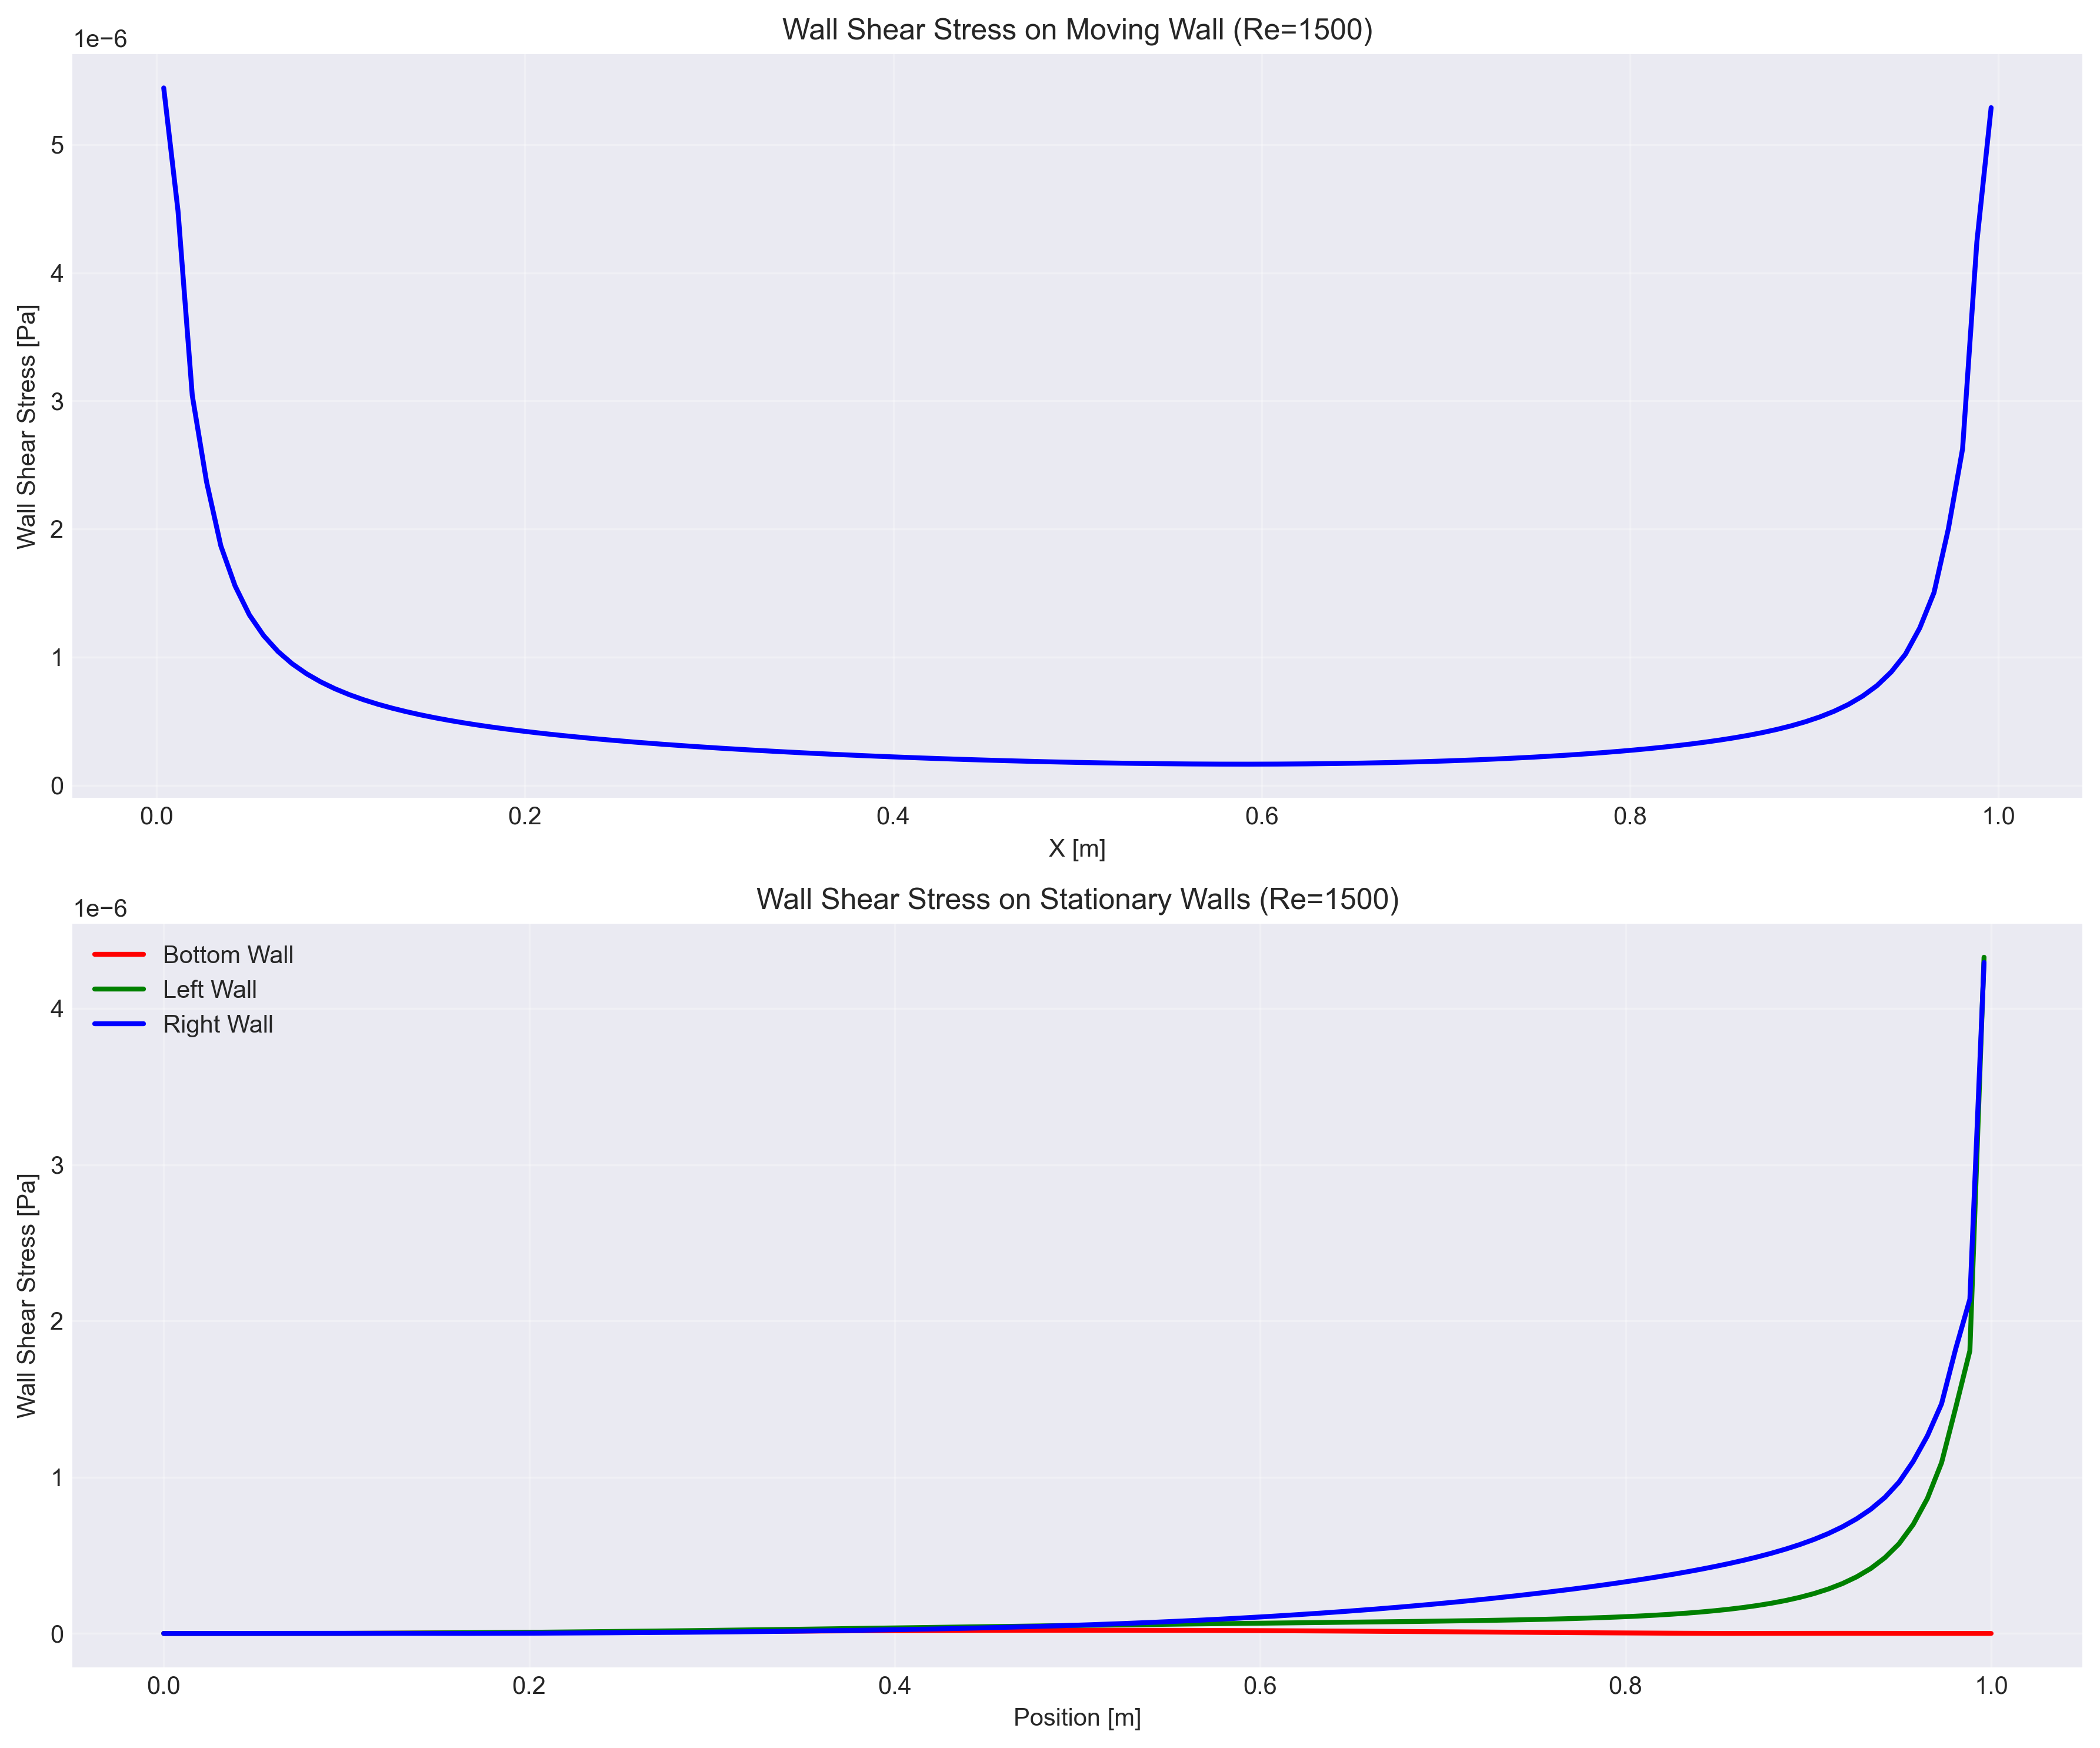 Wall Shear Stress on Moving Wall (Re=1500)
1e−6
Wall Shear Stress [Pa]
5
4
3
2
1
0
0.0 0.2 0.4 0.6 0.8 1.0
X [m]
Wall Shear Stress on Stationary Walls (Re=1500)
1e−6
Bottom Wall
Left Wall
Right Wall
Wall Shear Stress [Pa]
4
3
2
1
0
0.0 0.2 0.4 0.6 0.8 1.0
Position [m]